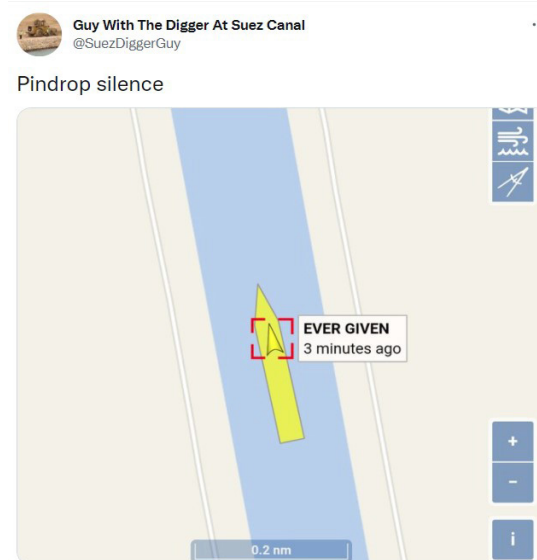 Guy With The Digger At Suez Canal
@SuezDiggerGuy
Pindrop silence
EVER GIVEN
3 minutes ago
+
−
i
0.2 nm